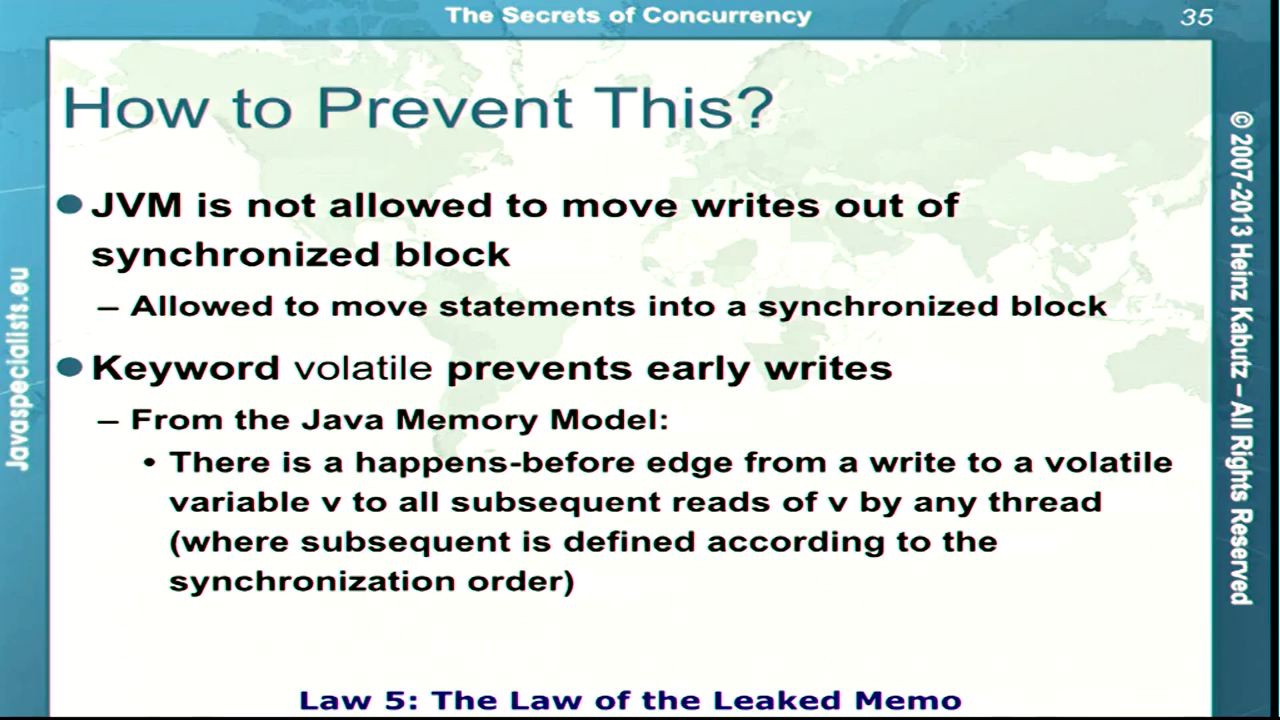 The Secrets of Concurrency
35
How to Prevent This?
JVM is not allowed to move writes out of
synchronized block
– Allowed to move statements into a synchronized block
Keyword volatile prevents early writes
– From the Java Memory Model:
• There is a happens-before edge from a write to a volatile
variable v to all subsequent reads of v by any thread
(where subsequent is defined according to the
synchronization order)
Law 5: The Law of the Leaked Memo
Javaspecialists.eu
© 2007-2013 Heinz Kabutz – All Rights Reserved